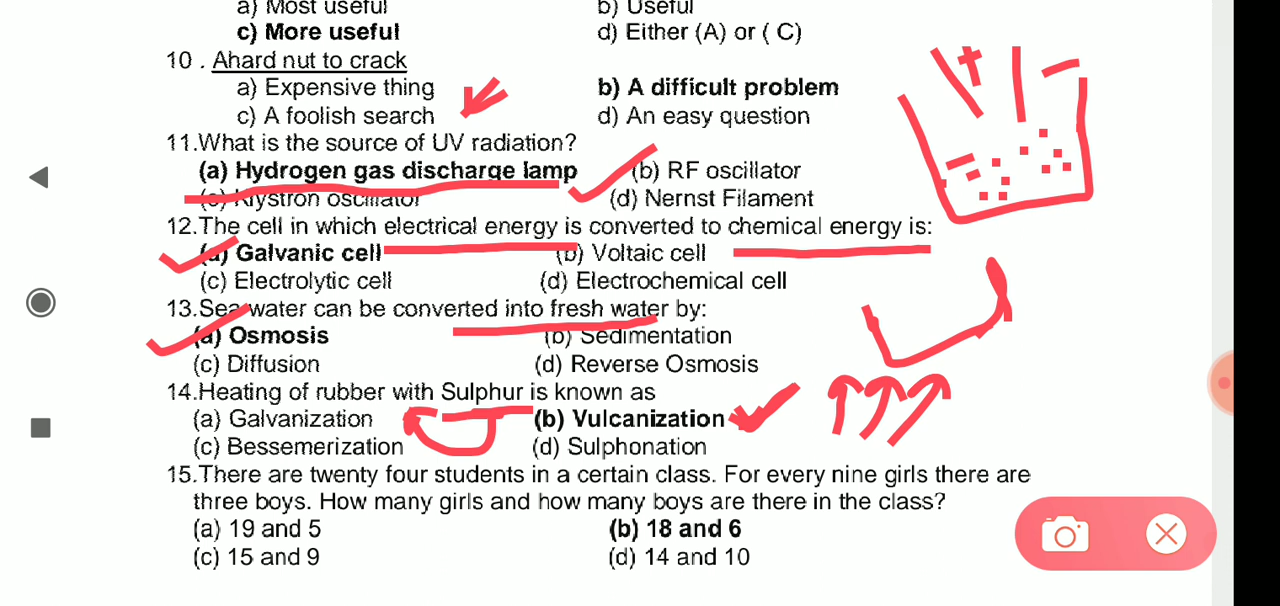 a) Most useful b) Useful
c) More useful d) Either (A) or ( C)
10 . Ahard nut to crack
a) Expensive thing b) A difficult problem
c) A foolish search d) An easy question
11.What is the source of UV radiation?
(a) Hydrogen gas discharge lamp (b) RF oscillator
(c) Klystron oscillator (d) Nernst Filament
12.The cell in which electrical energy is converted to chemical energy is:
(a) Galvanic cell (b) Voltaic cell
(c) Electrolytic cell (d) Electrochemical cell
13.Sea water can be converted into fresh water by:
(a) Osmosis (b) Sedimentation
(c) Diffusion (d) Reverse Osmosis
14.Heating of rubber with Sulphur is known as
(a) Galvanization (b) Vulcanization
(c) Bessemerization (d) Sulphonation
15.There are twenty four students in a certain class. For every nine girls there are
three boys. How many girls and how many boys are there in the class?
(a) 19 and 5 (b) 18 and 6
(c) 15 and 9 (d) 14 and 10